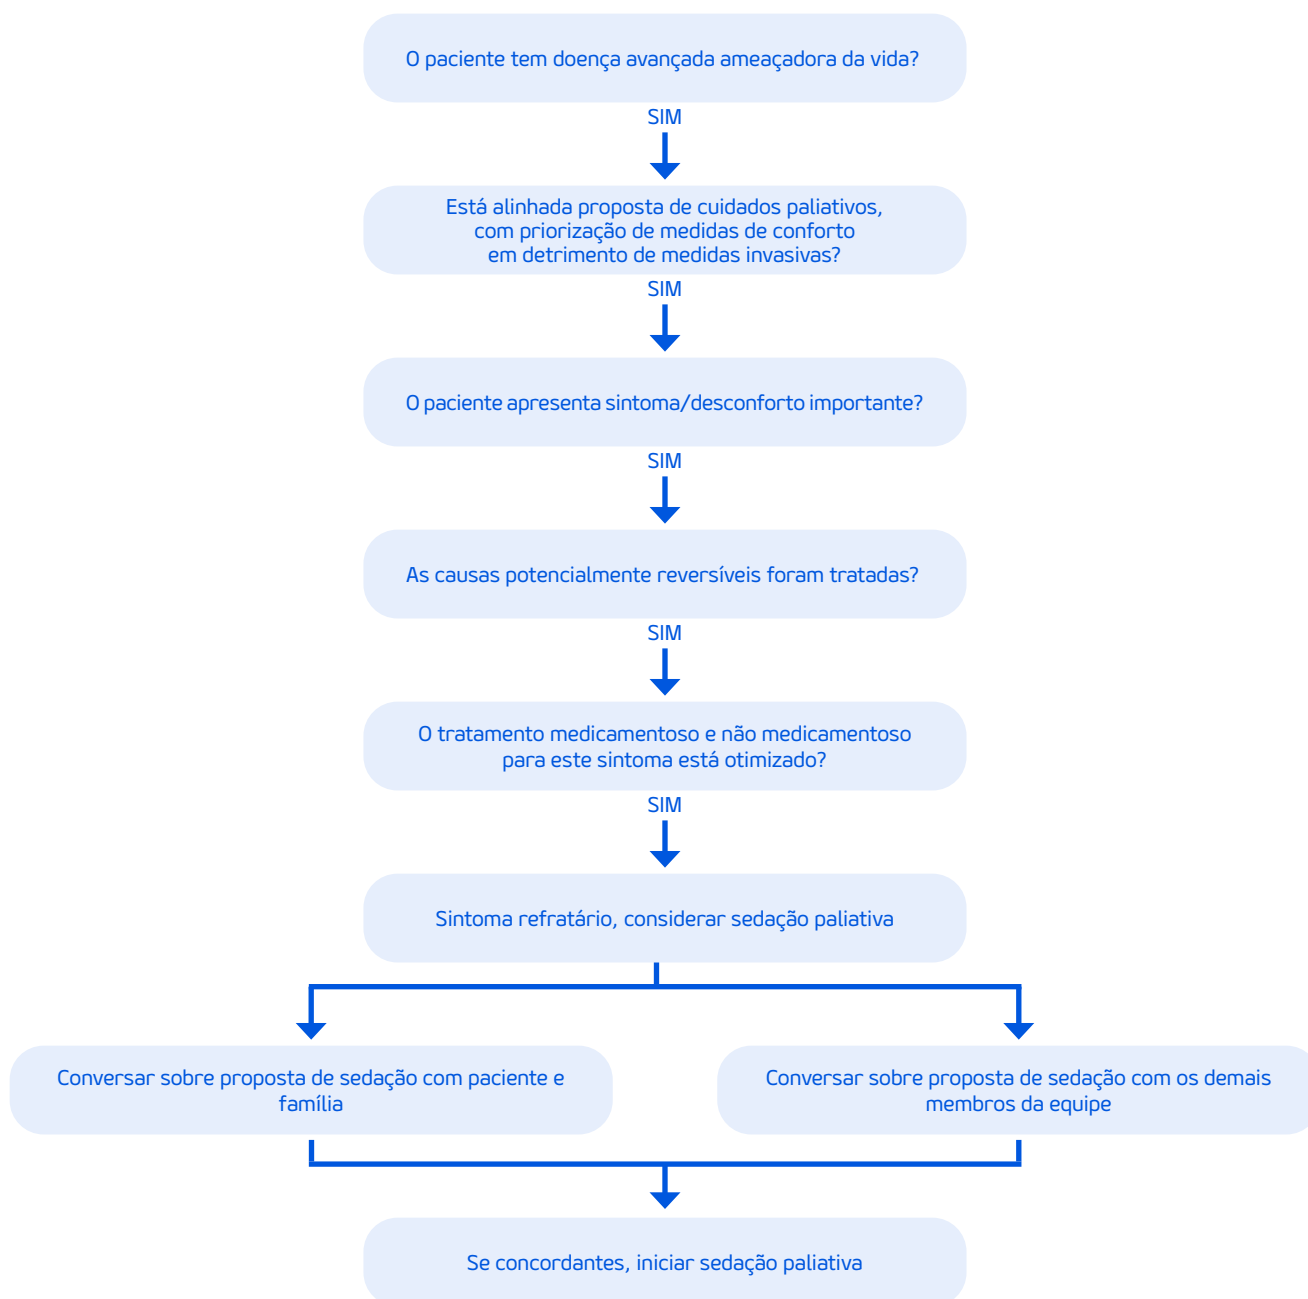 O paciente tem doença avançada ameaçadora da vida?
SIM
Está alinhada proposta de cuidados paliativos,
com priorização de medidas de conforto
em detrimento de medidas invasivas?
SIM
O paciente apresenta sintoma/desconforto importante?
SIM
As causas potencialmente reversíveis foram tratadas?
SIM
O tratamento medicamentoso e não medicamentoso
para este sintoma está otimizado?
SIM
Sintoma refratário, considerar sedação paliativa
Conversar sobre proposta de sedação com paciente e
família
Conversar sobre proposta de sedação com os demais
membros da equipe
Se concordantes, iniciar sedação paliativa